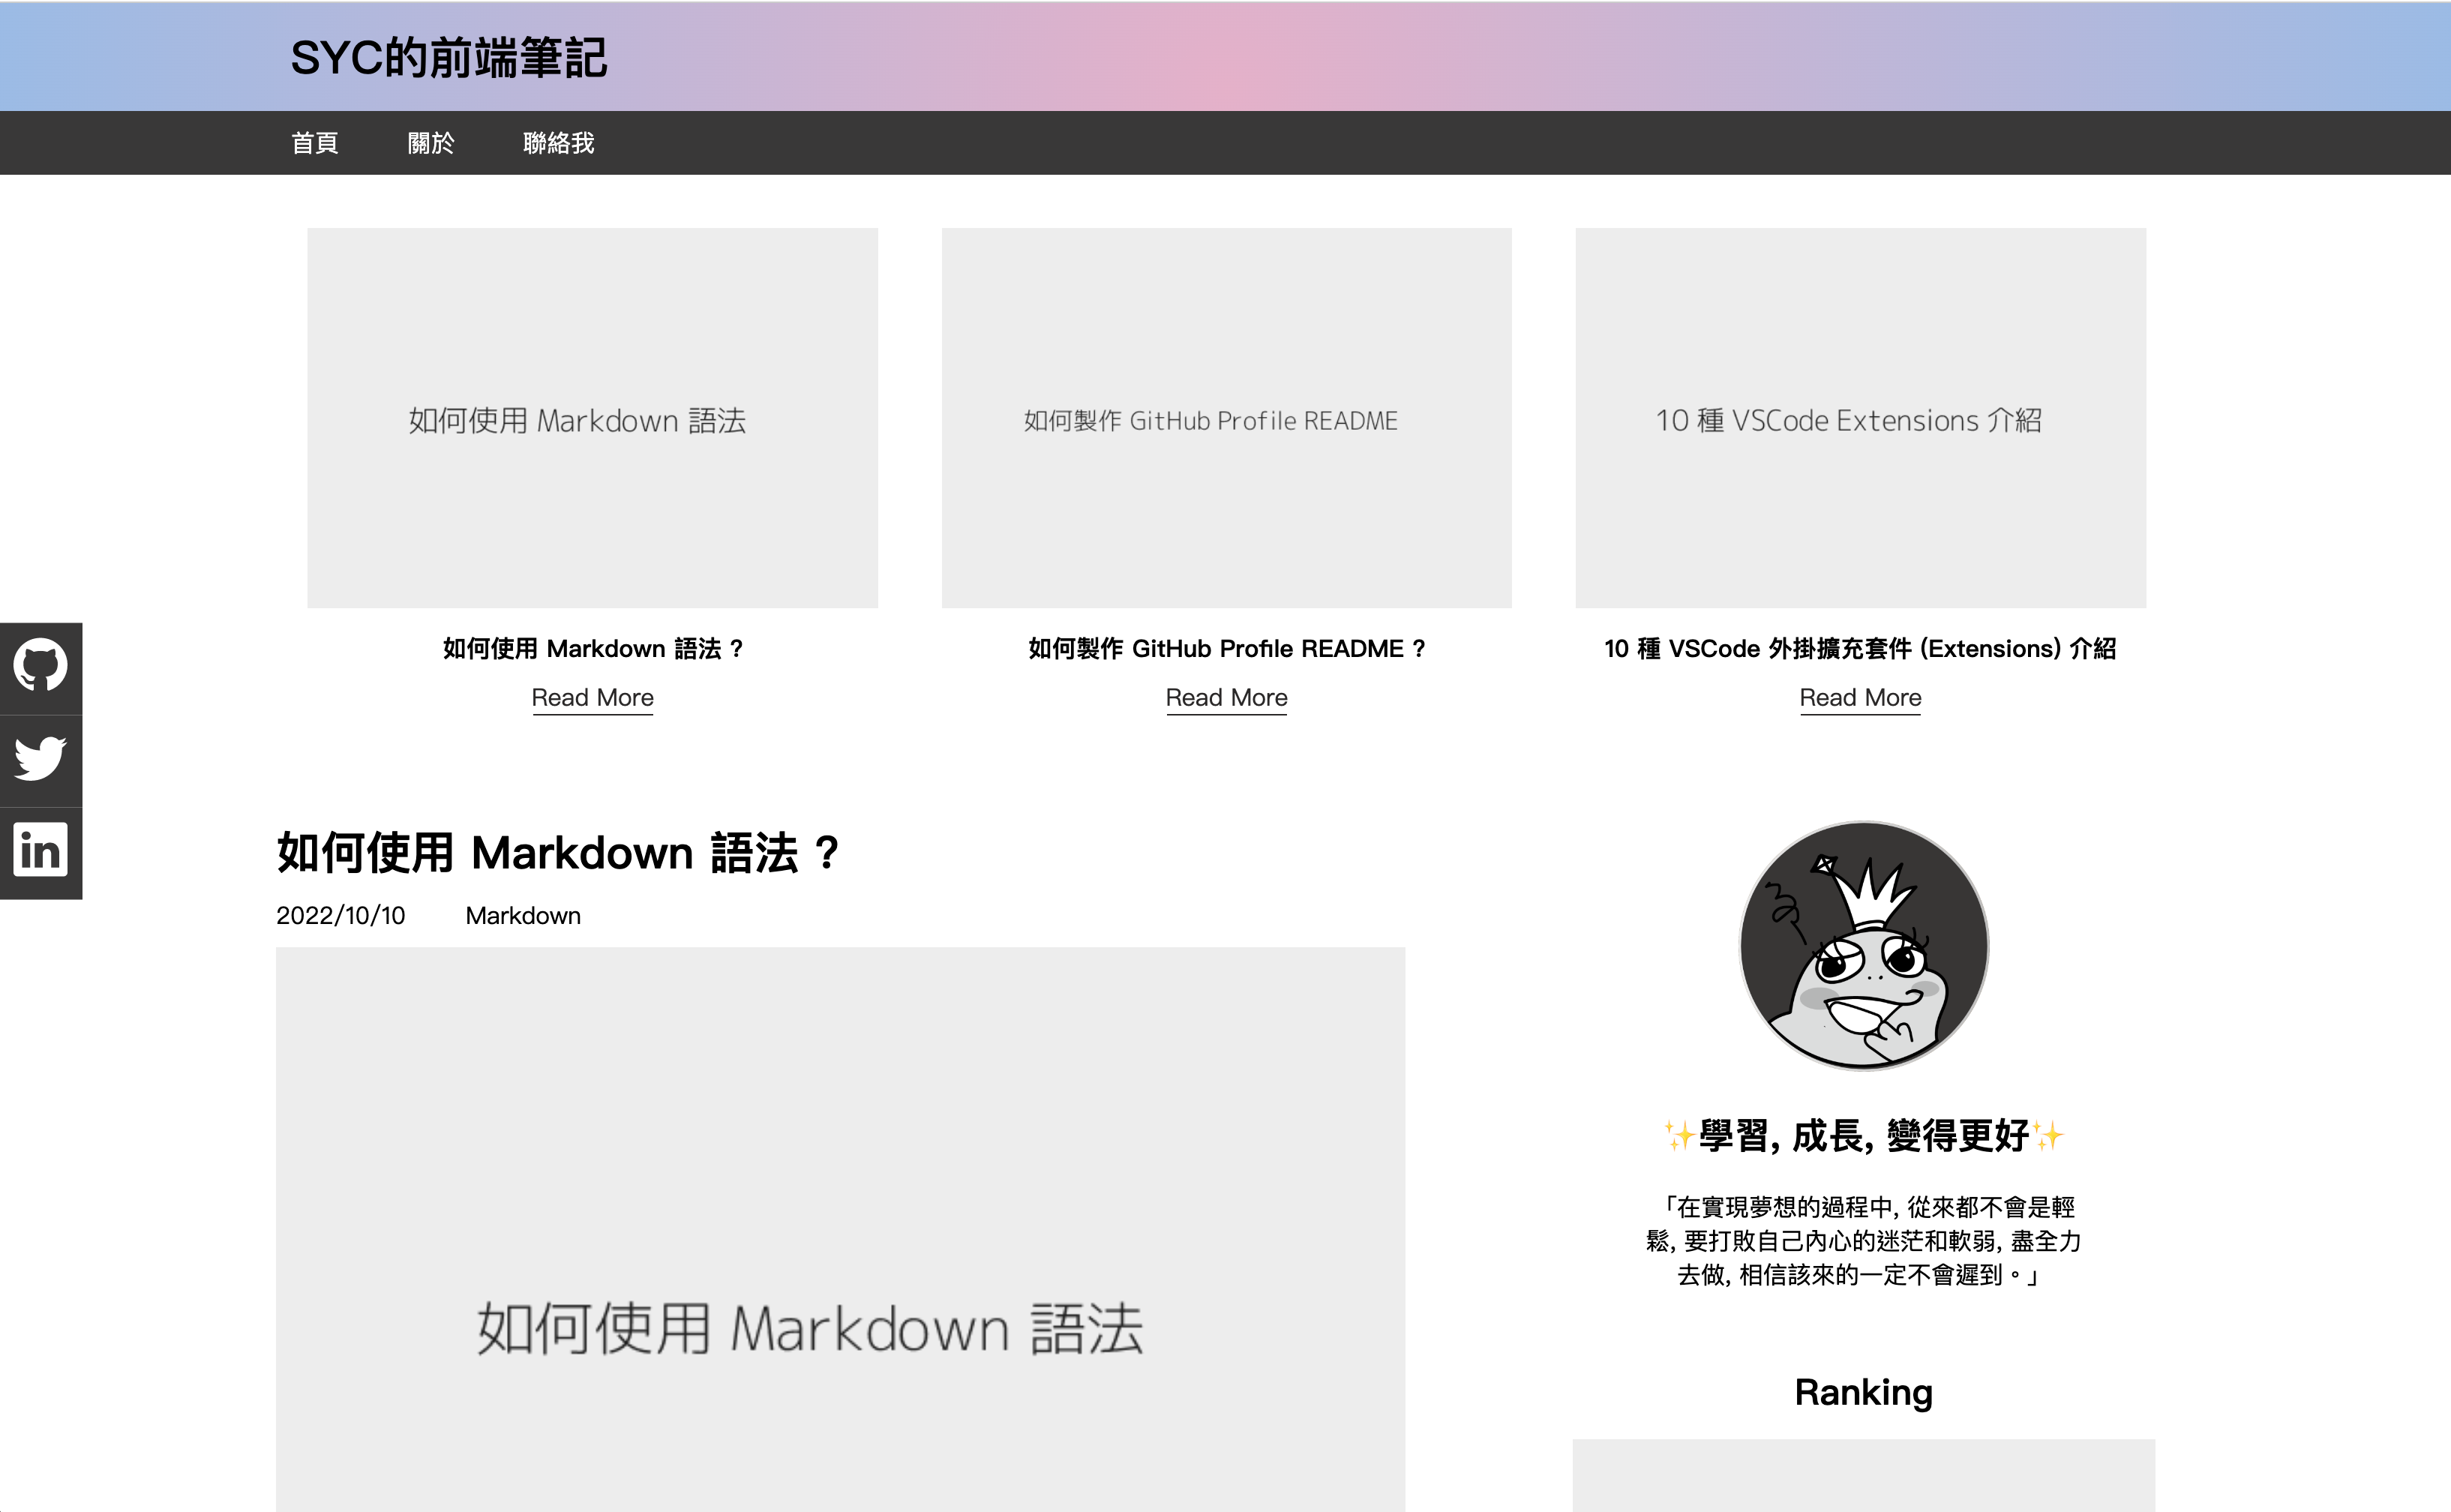 SYC的前端筆記
首頁
關於
聯絡我
如何使用 Markdown 語法
如何製作 GitHub Profile README
10 種 VSCode Extensions 介紹
如何使用 Markdown 語法 ?
如何製作 GitHub Profile README ?
10 種 VSCode 外掛擴充套件 (Extensions) 介紹
Read More
Read More
Read More
in
如何使用 Markdown 語法 ?
2022/10/10
Markdown
如何使用 Markdown 語法
✨學習, 成長, 變得更好✨
「在實現夢想的過程中, 從來都不會是輕
鬆, 要打敗自己內心的迷茫和軟弱, 盡全力
去做, 相信該來的一定不會遲到。」
Ranking